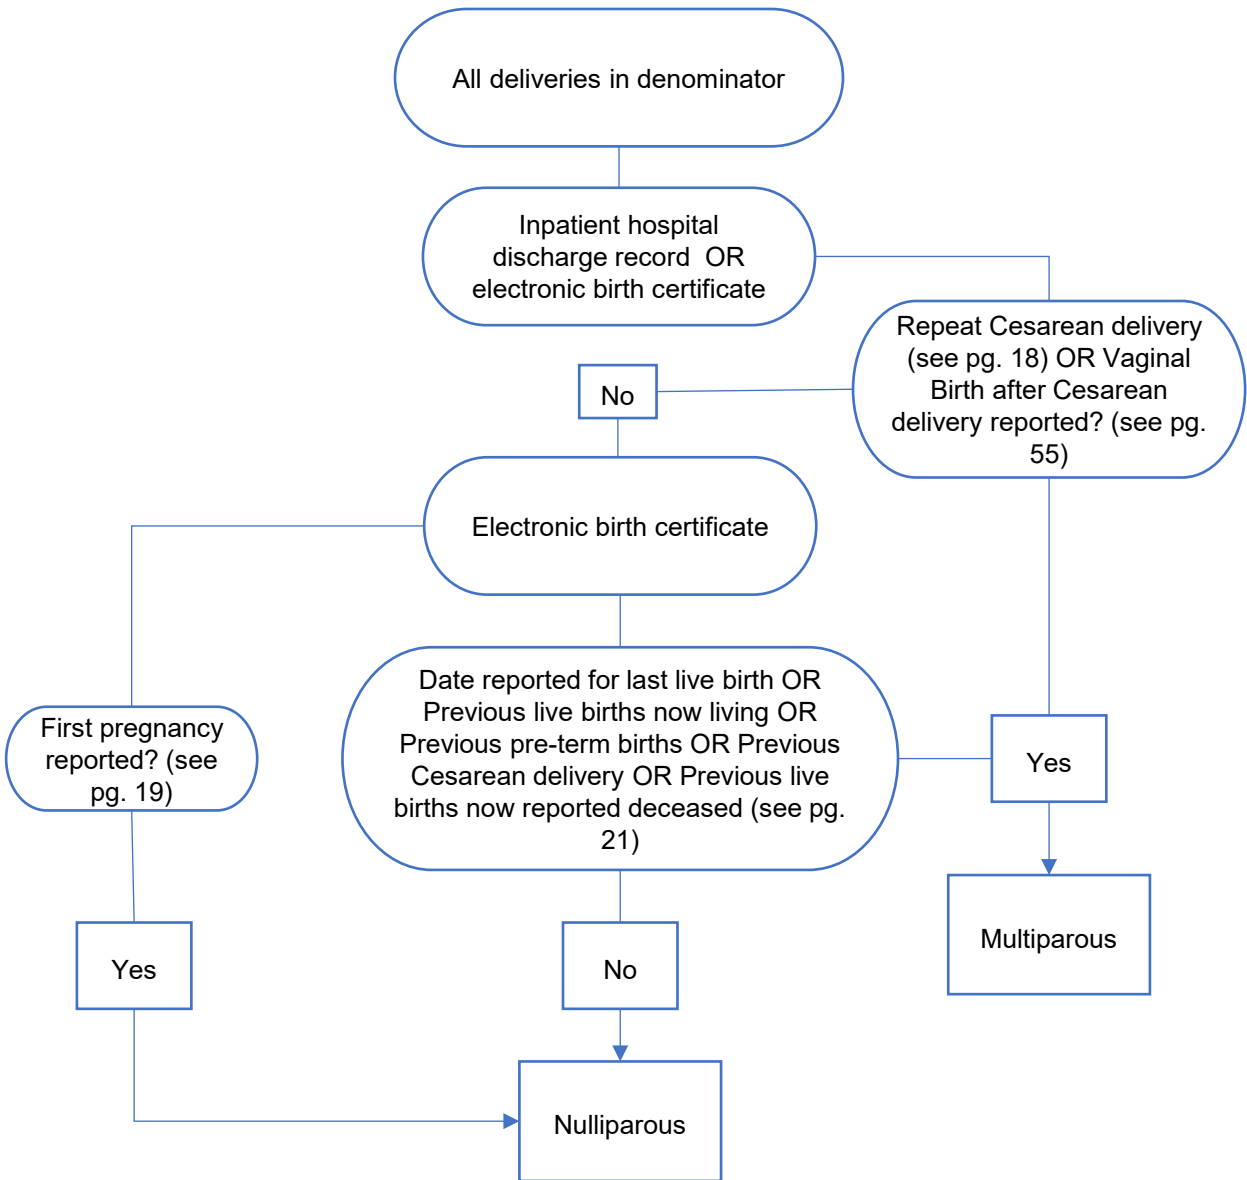 All deliveries in denominator
Inpatient hospital
discharge record OR
electronic birth certificate
Repeat Cesarean delivery
(see pg. 18) OR Vaginal
Birth after Cesarean
delivery reported? (see pg.
55)
No
Electronic birth certificate
Date reported for last live birth OR
Previous live births now living OR
Previous pre-term births OR Previous
Cesarean delivery OR Previous live
births now reported deceased (see pg.
21)
First pregnancy
reported? (see
pg. 19)
Yes
Multiparous
Yes
No
Nulliparous